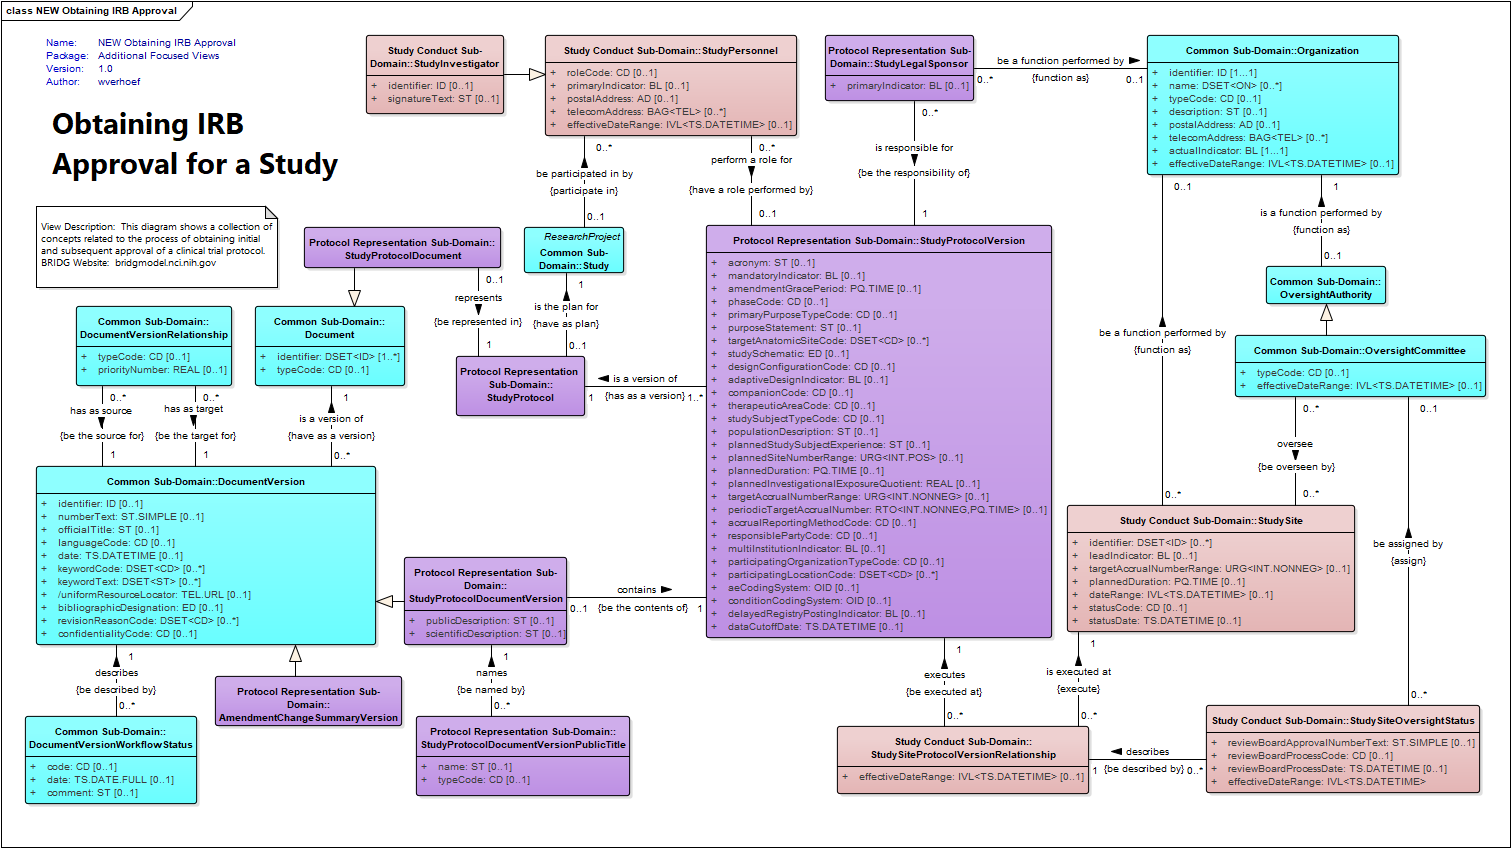 class NEW Obtaining IRB Approval
Name: NEW Obtaining IRB Approval
Package: Additional Focused Views
Version: 1.0
Author: wverhoef
Obtaining IRB
Approval for a Study
View Description: This diagram shows a collection of
concepts related to the process of obtaining initial
and subsequent approval of a clinical trial protocol.
BRIDG Website: bridgmodel.nci.nih.gov
Study Conduct Sub-
Domain::StudyInvestigator
+ identifier: ID [0..1]
+ signatureText: ST [0..1]
Study Conduct Sub-Domain::StudyPersonnel
+ roleCode: CD [0..1]
+ primaryIndicator: BL [0..1]
+ postalAddress: AD [0..1]
+ telecomAddress: BAG<TEL> [0..*]
+ effectiveDateRange: IVL<TS.DATETIME> [0..1]
Protocol Representation Sub-
Domain::StudyLegalSponsor
+ primaryIndicator: BL [0..1]
be a function performed by
{function as}
0..*
0..1
Common Sub-Domain::Organization
+ identifier: ID [1...1]
+ name: DSET<ON> [0..*]
+ typeCode: CD [0..1]
+ description: ST [0..1]
+ postalAddress: AD [0..1]
+ telecomAddress: BAG<TEL> [0..*]
+ actualIndicator: BL [1...1]
+ effectiveDateRange: IVL<TS.DATETIME> [0..1]
0..*
be participated in by
{participate in}
0..1
0..*
perform a role for
{have a role performed by}
0..1
0..*
is responsible for
{be the responsibility of}
1
0..1
be a function performed by
{function as}
0..*
1
is a function performed by
{function as}
0..1
Protocol Representation Sub-Domain::
StudyProtocolDocument
ResearchProject
Common Sub-
Domain::Study
0..1
represents
{be represented in}
1
1
is the plan for
{have as plan}
0..1
Common Sub-Domain::
OversightAuthority
Common Sub-Domain::
DocumentVersionRelationship
+ typeCode: CD [0..1]
+ priorityNumber: REAL [0..1]
Common Sub-Domain::
Document
+ identifier: DSET<ID> [1..*]
+ typeCode: CD [0..1]
Protocol Representation
Sub-Domain::
StudyProtocol
is a version of
{has as a version}
1
1..*
Common Sub-Domain::OversightCommittee
+ typeCode: CD [0..1]
+ effectiveDateRange: IVL<TS.DATETIME> [0..1]
Protocol Representation Sub-Domain::StudyProtocolVersion
+ acronym: ST [0..1]
+ mandatoryIndicator: BL [0..1]
+ amendmentGracePeriod: PQ.TIME [0..1]
+ phaseCode: CD [0..1]
+ primaryPurposeTypeCode: CD [0..1]
+ purposeStatement: ST [0..1]
+ targetAnatomicSiteCode: DSET<CD> [0..*]
+ studySchematic: ED [0..1]
+ designConfigurationCode: CD [0..1]
+ adaptiveDesignIndicator: BL [0..1]
+ companionCode: CD [0..1]
+ therapeuticAreaCode: CD [0..1]
+ studySubjectTypeCode: CD [0..1]
+ populationDescription: ST [0..1]
+ plannedStudySubjectExperience: ST [0..1]
+ plannedSiteNumberRange: URG<INT.POS> [0..1]
+ plannedDuration: PQ.TIME [0..1]
+ plannedInvestigationalExposureQuotient: REAL [0..1]
+ targetAccrualNumberRange: URG<INT.NONNEG> [0..1]
+ periodicTargetAccrualNumber: RTO<INT.NONNEG,PQ.TIME> [0..1]
+ accrualReportingMethodCode: CD [0..1]
+ responsiblePartyCode: CD [0..1]
+ multiInstitutionIndicator: BL [0..1]
+ participatingOrganizationTypeCode: CD [0..1]
+ participatingLocationCode: DSET<CD> [0..*]
+ aeCodingSystem: OID [0..1]
+ conditionCodingSystem: OID [0..1]
+ delayedRegistryPostingIndicator: BL [0..1]
+ dataCutoffDate: TS.DATETIME [0..1]
0..*
has as source
{be the source for}
1
0..*
has as target
{be the target for}
1
1
is a version of
{have as a version}
0..*
0..*
oversee
{be overseen by}
0..*
0..1
be assigned by
{assign}
0..*
Common Sub-Domain::DocumentVersion
+ identifier: ID [0..1]
+ numberText: ST.SIMPLE [0..1]
+ officialTitle: ST [0..1]
+ languageCode: CD [0..1]
+ date: TS.DATETIME [0..1]
+ keywordCode: DSET<CD> [0..*]
+ keywordText: DSET<ST> [0..*]
+ /uniformResourceLocator: TEL.URL [0..1]
+ bibliographicDesignation: ED [0..1]
+ revisionReasonCode: DSET<CD> [0..*]
+ confidentialityCode: CD [0..1]
Protocol Representation Sub-
Domain::
StudyProtocolDocumentVersion
+ publicDescription: ST [0..1]
+ scientificDescription: ST [0..1]
contains
{be the contents of}
0..1
1
Study Conduct Sub-Domain::StudySite
+ identifier: DSET<ID> [0..*]
+ leadIndicator: BL [0..1]
+ targetAccrualNumberRange: URG<INT.NONNEG> [0..1]
+ plannedDuration: PQ.TIME [0..1]
+ dateRange: IVL<TS.DATETIME> [0..1]
+ statusCode: CD [0..1]
+ statusDate: TS.DATETIME [0..1]
1
describes
{be described by}
0..*
Protocol Representation Sub-
Domain::
AmendmentChangeSummaryVersion
1
names
{be named by}
0..*
1
executes
{be executed at}
0..*
1
is executed at
{execute}
0..*
Common Sub-Domain::
DocumentVersionWorkflowStatus
+ code: CD [0..1]
+ date: TS.DATE.FULL [0..1]
+ comment: ST [0..1]
Protocol Representation Sub-Domain::
StudyProtocolDocumentVersionPublicTitle
+ name: ST [0..1]
+ typeCode: CD [0..1]
Study Conduct Sub-Domain::
StudySiteProtocolVersionRelationship
+ effectiveDateRange: IVL<TS.DATETIME> [0..1]
describes
{be described by}
1
0..*
Study Conduct Sub-Domain::StudySiteOversightStatus
+ reviewBoardApprovalNumberText: ST.SIMPLE [0..1]
+ reviewBoardProcessCode: CD [0..1]
+ reviewBoardProcessDate: TS.DATETIME [0..1]
+ effectiveDateRange: IVL<TS.DATETIME>